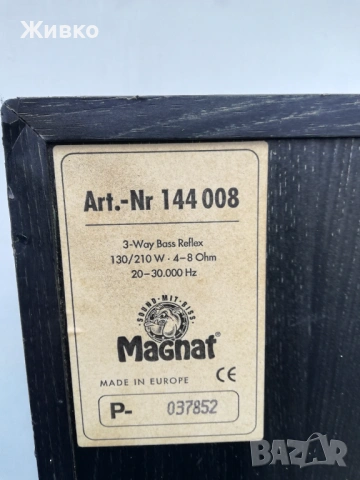 Живко
Art.-Nr 144 008
3-Way Bass Reflex
130/210 W · 4–8 Ohm
20–30.000 Hz
·SOUND·MIT·BISS·
Magnat®
MADE IN EUROPE CE
P- 037852
BAZAR